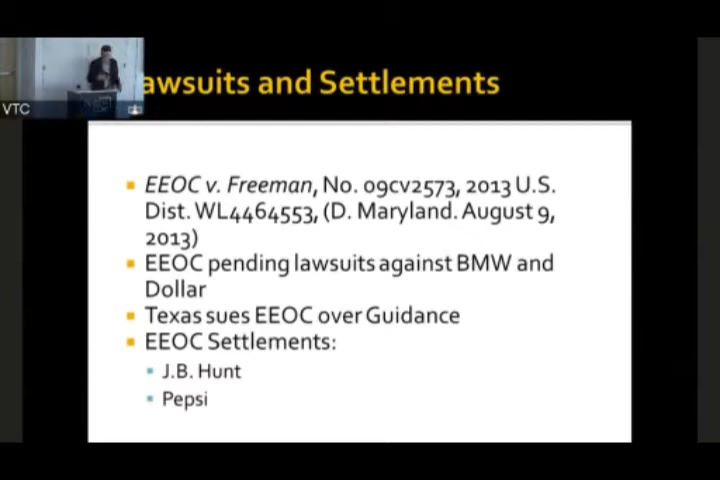 awsuits and Settlements
VTC
EEOC v. Freeman, No. 09cv2573, 2013 U.S.
Dist. WL4464553, (D. Maryland. August 9,
2013)
EEOC pending lawsuits against BMW and
Dollar
Texas sues EEOC over Guidance
EEOC Settlements:
J.B. Hunt
Pepsi